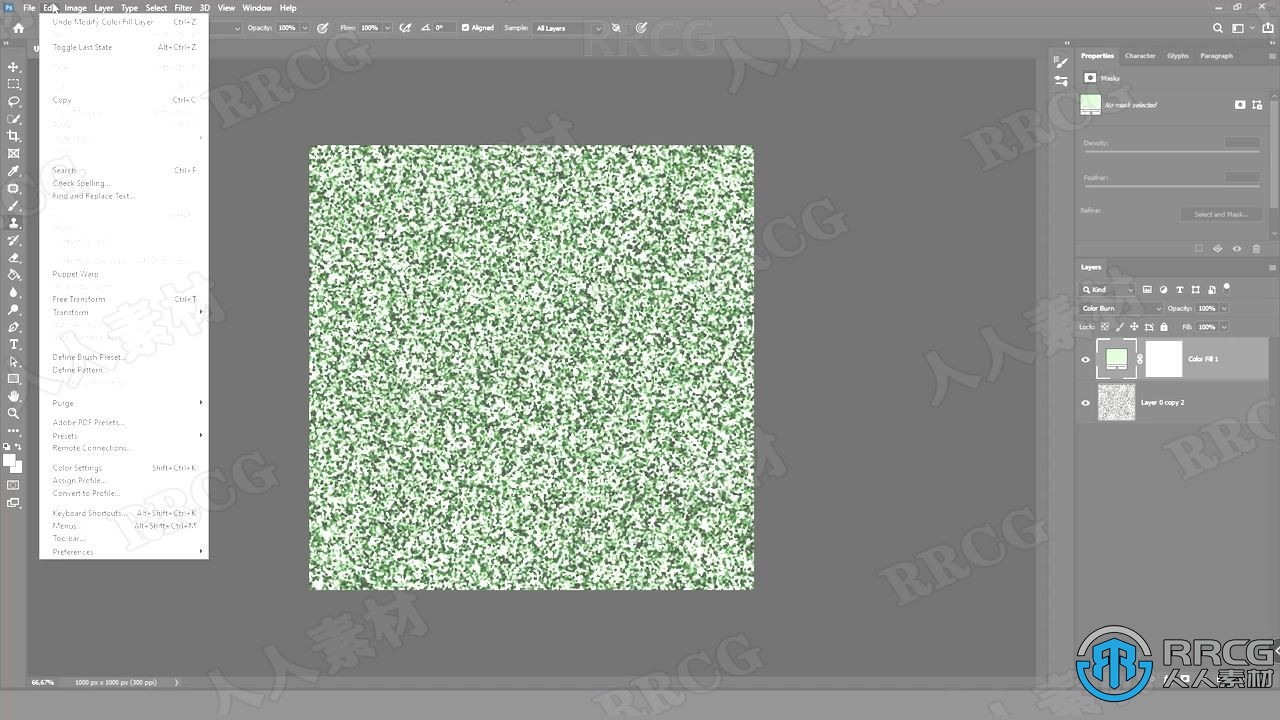 Ps File Edit Image Layer Type Select Filter 3D View Window Help
Opacity: 100% Flow: 100% 0° Aligned Sample: All Layers
Undo Modify Color Fill Layer Ctrl+Z
Toggle Last State Alt+Ctrl+Z
Copy Ctrl+C
Search Ctrl+F
Check Spelling...
Find and Replace Text...
Puppet Warp
Free Transform Ctrl+T
Transform
Define Brush Preset...
Define Pattern...
Purge
Adobe PDF Presets...
Presets
Remote Connections...
Color Settings... Shift+Ctrl+K
Assign Profile...
Convert to Profile...
Keyboard Shortcuts... Alt+Shift+Ctrl+K
Menus... Alt+Shift+Ctrl+M
Toolbar...
Preferences
Properties Character Glyphs Paragraph
Masks
No mask selected
Density:
Feather:
Refine: Select and Mask...
Layers
Kind
Color Burn Opacity: 100%
Lock: Fill: 100%
Color Fill 1
Layer 0 copy 2
66.67% 1000 px x 1000 px (300 ppi)
RRCG
人人素材